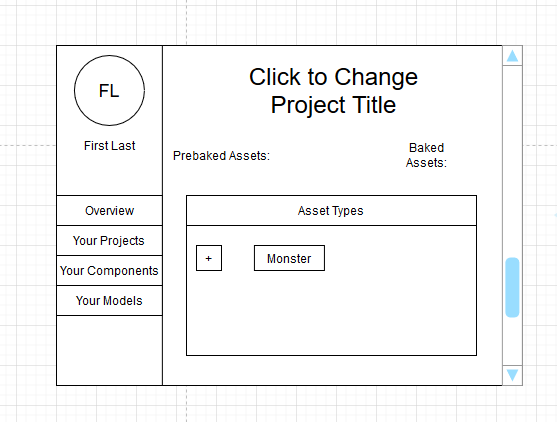 FL
First Last
Overview
Your Projects
Your Components
Your Models
Click to Change
Project Title
Prebaked Assets:
Baked
Assets:
Asset Types
+
Monster